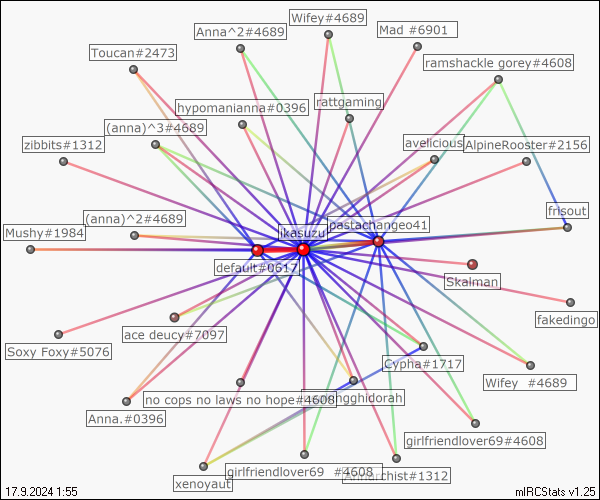 Wifey#4689
Anna^2#4689
Mad #6901
Toucan#2473
ramshackle gorey#4608
hypomanianna#0396
rattgaming
(anna)^3#4689
zibbits#1312
avelicious
AlpineRooster#2156
(anna)^2#4689
frisout
Mushy#1984
ikasuzu
pastachangeo41
default#0617
Skalman
fakedingo
ace deucy#7097
Soxy Foxy#5076
Cypha#1717
Wifey #4689
no cops no laws no hope#4608
Anna.#0396
girlfriendlover69#4608
girlfriendlover69 #4608
xenoyaut
17.9.2024 1:55
mIRCStats v1.25